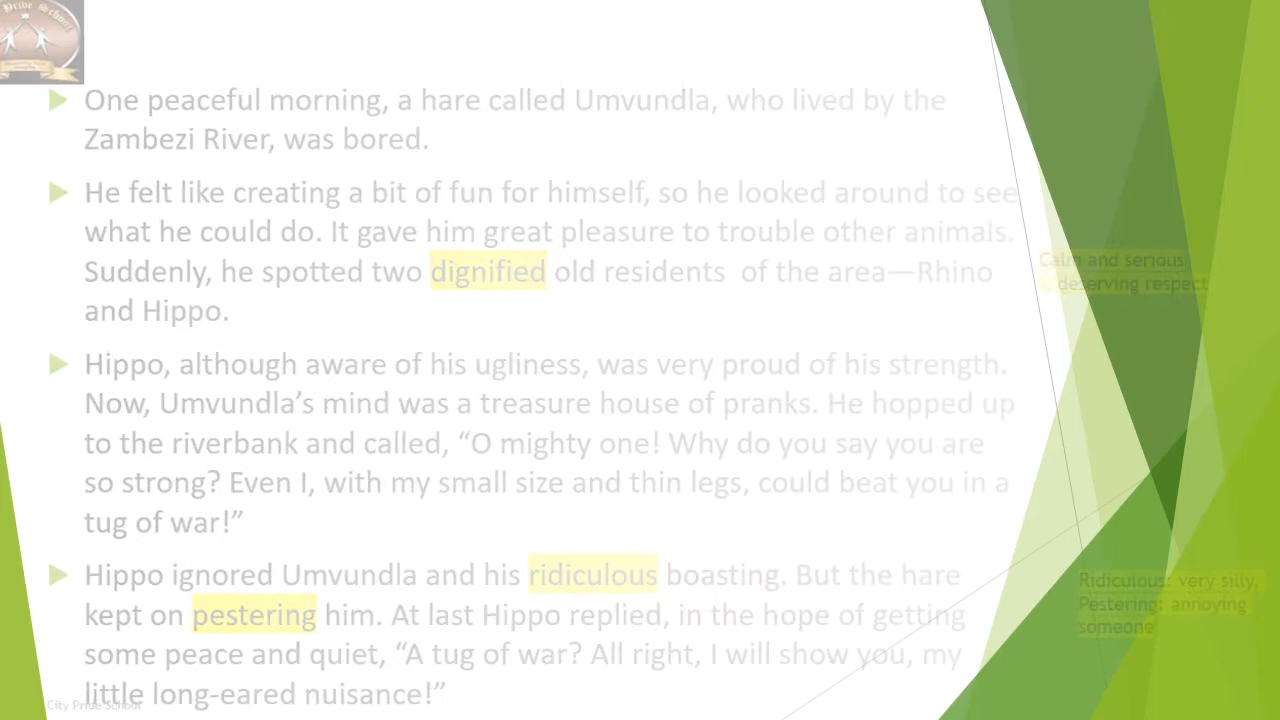 Pride School
One peaceful morning, a hare called Umvundla, who lived by the
Zambezi River, was bored.
He felt like creating a bit of fun for himself, so he looked around to see
what he could do. It gave him great pleasure to trouble other animals.
Suddenly, he spotted two dignified old residents of the area—Rhino
and Hippo.
Calm and serious
deserving respect
Hippo, although aware of his ugliness, was very proud of his strength.
Now, Umvundla’s mind was a treasure house of pranks. He hopped up
to the riverbank and called, “O mighty one! Why do you say you are
so strong? Even I, with my small size and thin legs, could beat you in a
tug of war!”
Hippo ignored Umvundla and his ridiculous boasting. But the hare
kept on pestering him. At last Hippo replied, in the hope of getting
some peace and quiet, “A tug of war? All right, I will show you, my
little long-eared nuisance!”
Ridiculous: very silly,
Pestering: annoying
someone
City Pride School